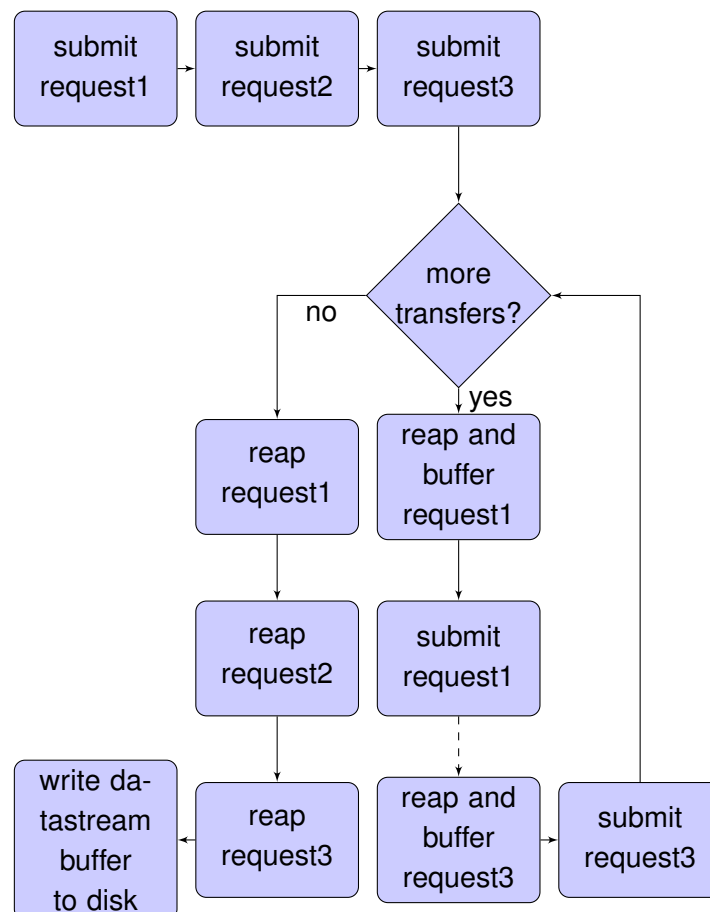 submit
request1
submit
request2
submit
request3
more
transfers?
no
yes
reap
request1
reap and
buffer
request1
reap
request2
submit
request1
write da-
tastream
buffer
to disk
reap
request3
reap and
buffer
request3
submit
request3